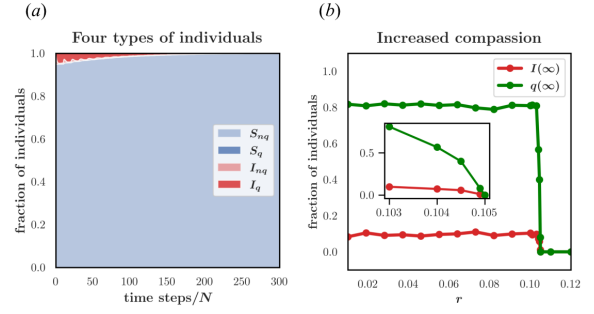 (a)
Four types of individuals
fraction of individuals
1.0
0.8
0.6
0.4
0.2
0.0
S_nq
S_q
I_nq
I_q
0 50 100 150 200 250 300
time steps/N
(b)
Increased compassion
fraction of individuals
1.0
0.8
0.6
0.4
0.2
0.0
I(∞)
q(∞)
0.5
0.0
0.103 0.104 0.105
0.02 0.04 0.06 0.08 0.10 0.12
r